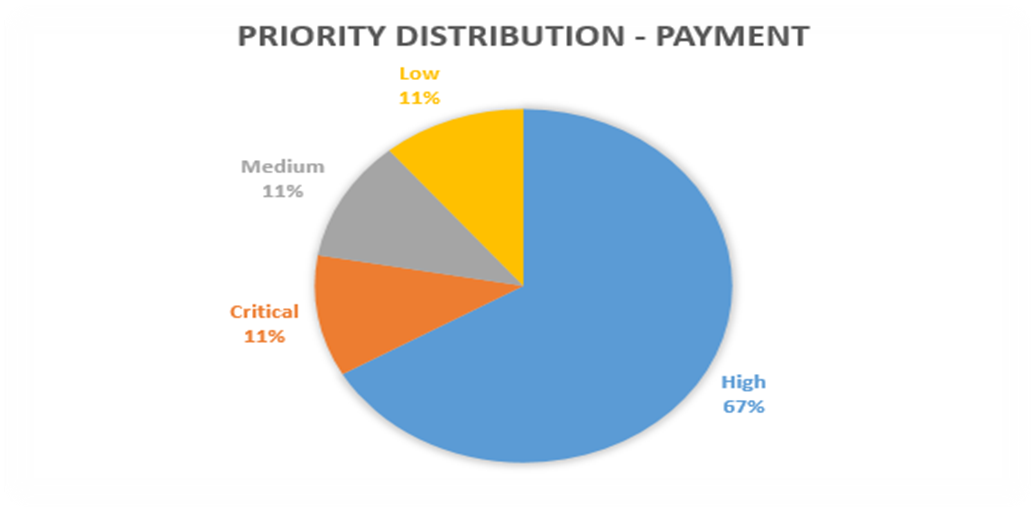 PRIORITY DISTRIBUTION - PAYMENT
Low
11%
Medium
11%
Critical
11%
High
67%